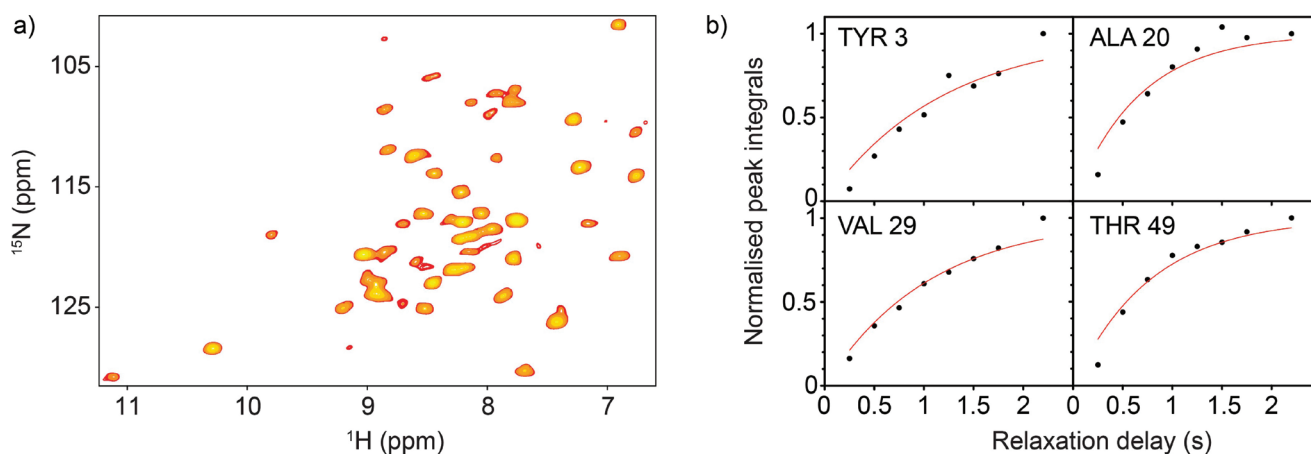 a)
105
115
125
¹⁵N (ppm)
11 10 9 8 7
¹H (ppm)
b)
Normalised peak integrals
TYR 3
ALA 20
VAL 29
THR 49
1
0.5
0
1
0.5
0
0 0.5 1 1.5 2 0 0.5 1 1.5 2
Relaxation delay (s)